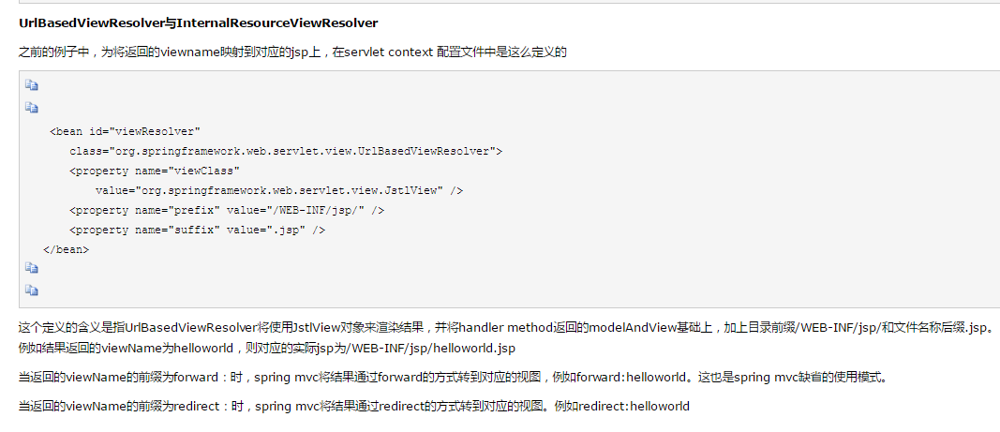 UrlBasedViewResolver与InternalResourceViewResolver
之前的例子中，为将返回的viewname映射到对应的jsp上，在servlet context 配置文件中是这么定义的
<bean id="viewResolver"
class="org.springframework.web.servlet.view.UrlBasedViewResolver">
<property name="viewClass"
value="org.springframework.web.servlet.view.JstlView" />
<property name="prefix" value="/WEB-INF/jsp/" />
<property name="suffix" value=".jsp" />
</bean>
这个定义的含义是指UrlBasedViewResolver将使用JstlView对象来渲染结果，并将handler method返回的modelAndView基础上，加上目录前缀/WEB-INF/jsp/和文件名称后缀.jsp。
例如结果返回的viewName为helloworld，则对应的实际jsp为/WEB-INF/jsp/helloworld.jsp
当返回的viewName的前缀为forward：时，spring mvc将结果通过forward的方式转到对应的视图，例如forward:helloworld。这也是spring mvc缺省的使用模式。
当返回的viewName的前缀为redirect：时，spring mvc将结果通过redirect的方式转到对应的视图。例如redirect:helloworld